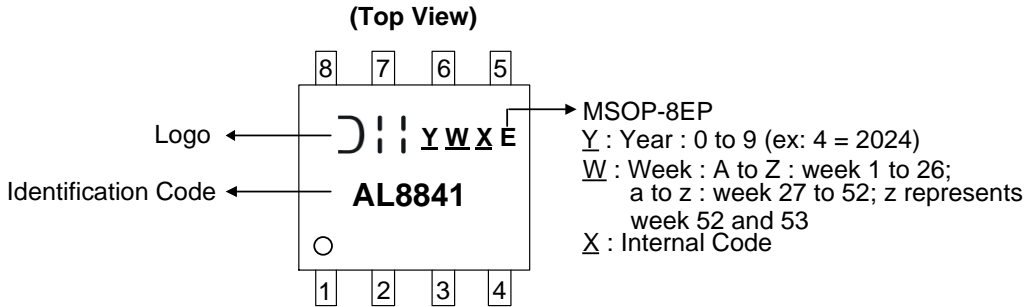 (Top View)
8 7 6 5
Logo
Y W X E
MSOP-8EP
Y : Year : 0 to 9 (ex: 4 = 2024)
W : Week : A to Z : week 1 to 26;
a to z : week 27 to 52; z represents
week 52 and 53
X : Internal Code
Identification Code
AL8841
1 2 3 4